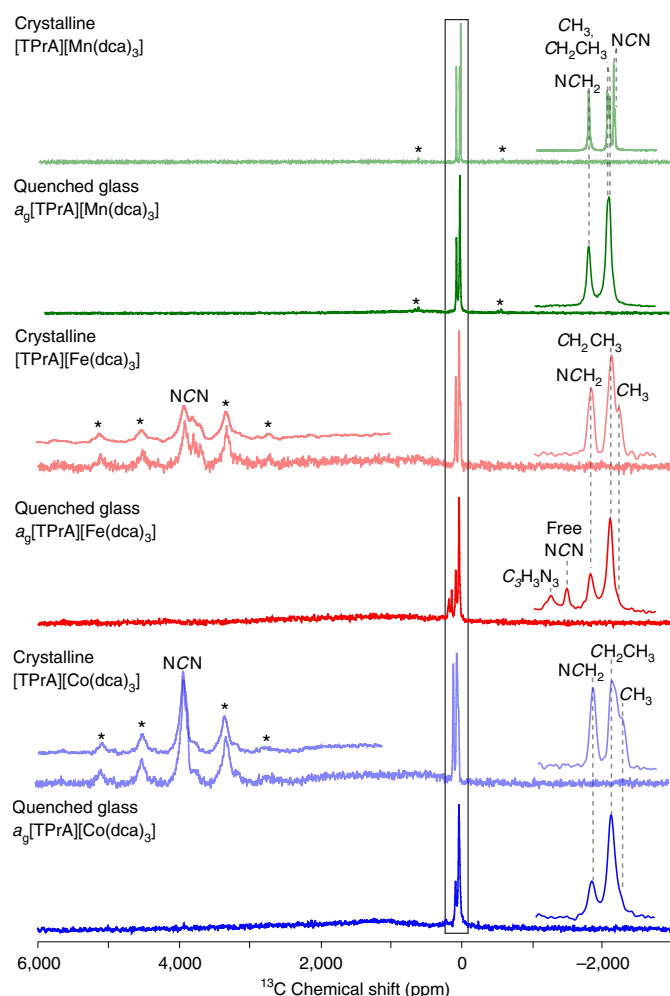 Crystalline
[TPrA][Mn(dca)₃]
CH₃,
CH₂CH₃
NCN
NCH₂
*
*
Quenched glass
a_g[TPrA][Mn(dca)₃]
*
*
Crystalline
[TPrA][Fe(dca)₃]
CH₂CH₃
NCH₂
CH₃
NCN
*
*
*
*
Quenched glass
a_g[TPrA][Fe(dca)₃]
Free
NCN
C₃H₃N₃
Crystalline
[TPrA][Co(dca)₃]
NCN
CH₂CH₃
NCH₂
CH₃
*
*
*
*
Quenched glass
a_g[TPrA][Co(dca)₃]
6,000 4,000 2,000 0 −2,000
¹³C Chemical shift (ppm)